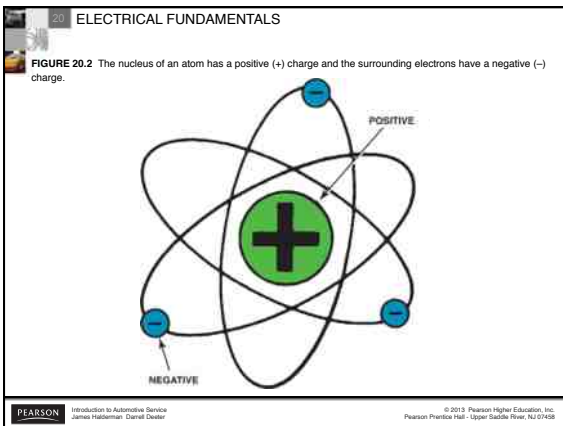 20 ELECTRICAL FUNDAMENTALS
FIGURE 20.2 The nucleus of an atom has a positive (+) charge and the surrounding electrons have a negative (–)
charge.
–
POSITIVE
+
–
–
NEGATIVE
PEARSON
Introduction to Automotive Service
James Halderman Darrell Deeter
© 2013 Pearson Higher Education, Inc.
Pearson Prentice Hall - Upper Saddle River, NJ 07458